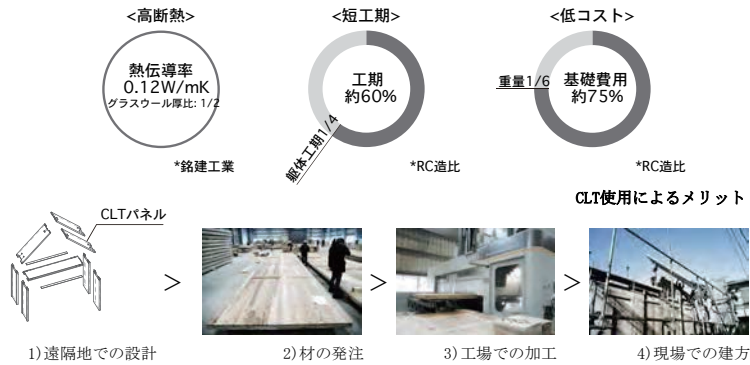 <高断熱>
熱伝導率
0.12W/mK
グラスウール厚比: 1/2
*銘建工業
<短工期>
工期
約60%
躯体工期1/4
*RC造比
<低コスト>
重量1/6
基礎費用
約75%
*RC造比
CLT使用によるメリット
CLTパネル
>
>
>
1)遠隔地での設計
2)材の発注
3)工場での加工
4)現場での建方